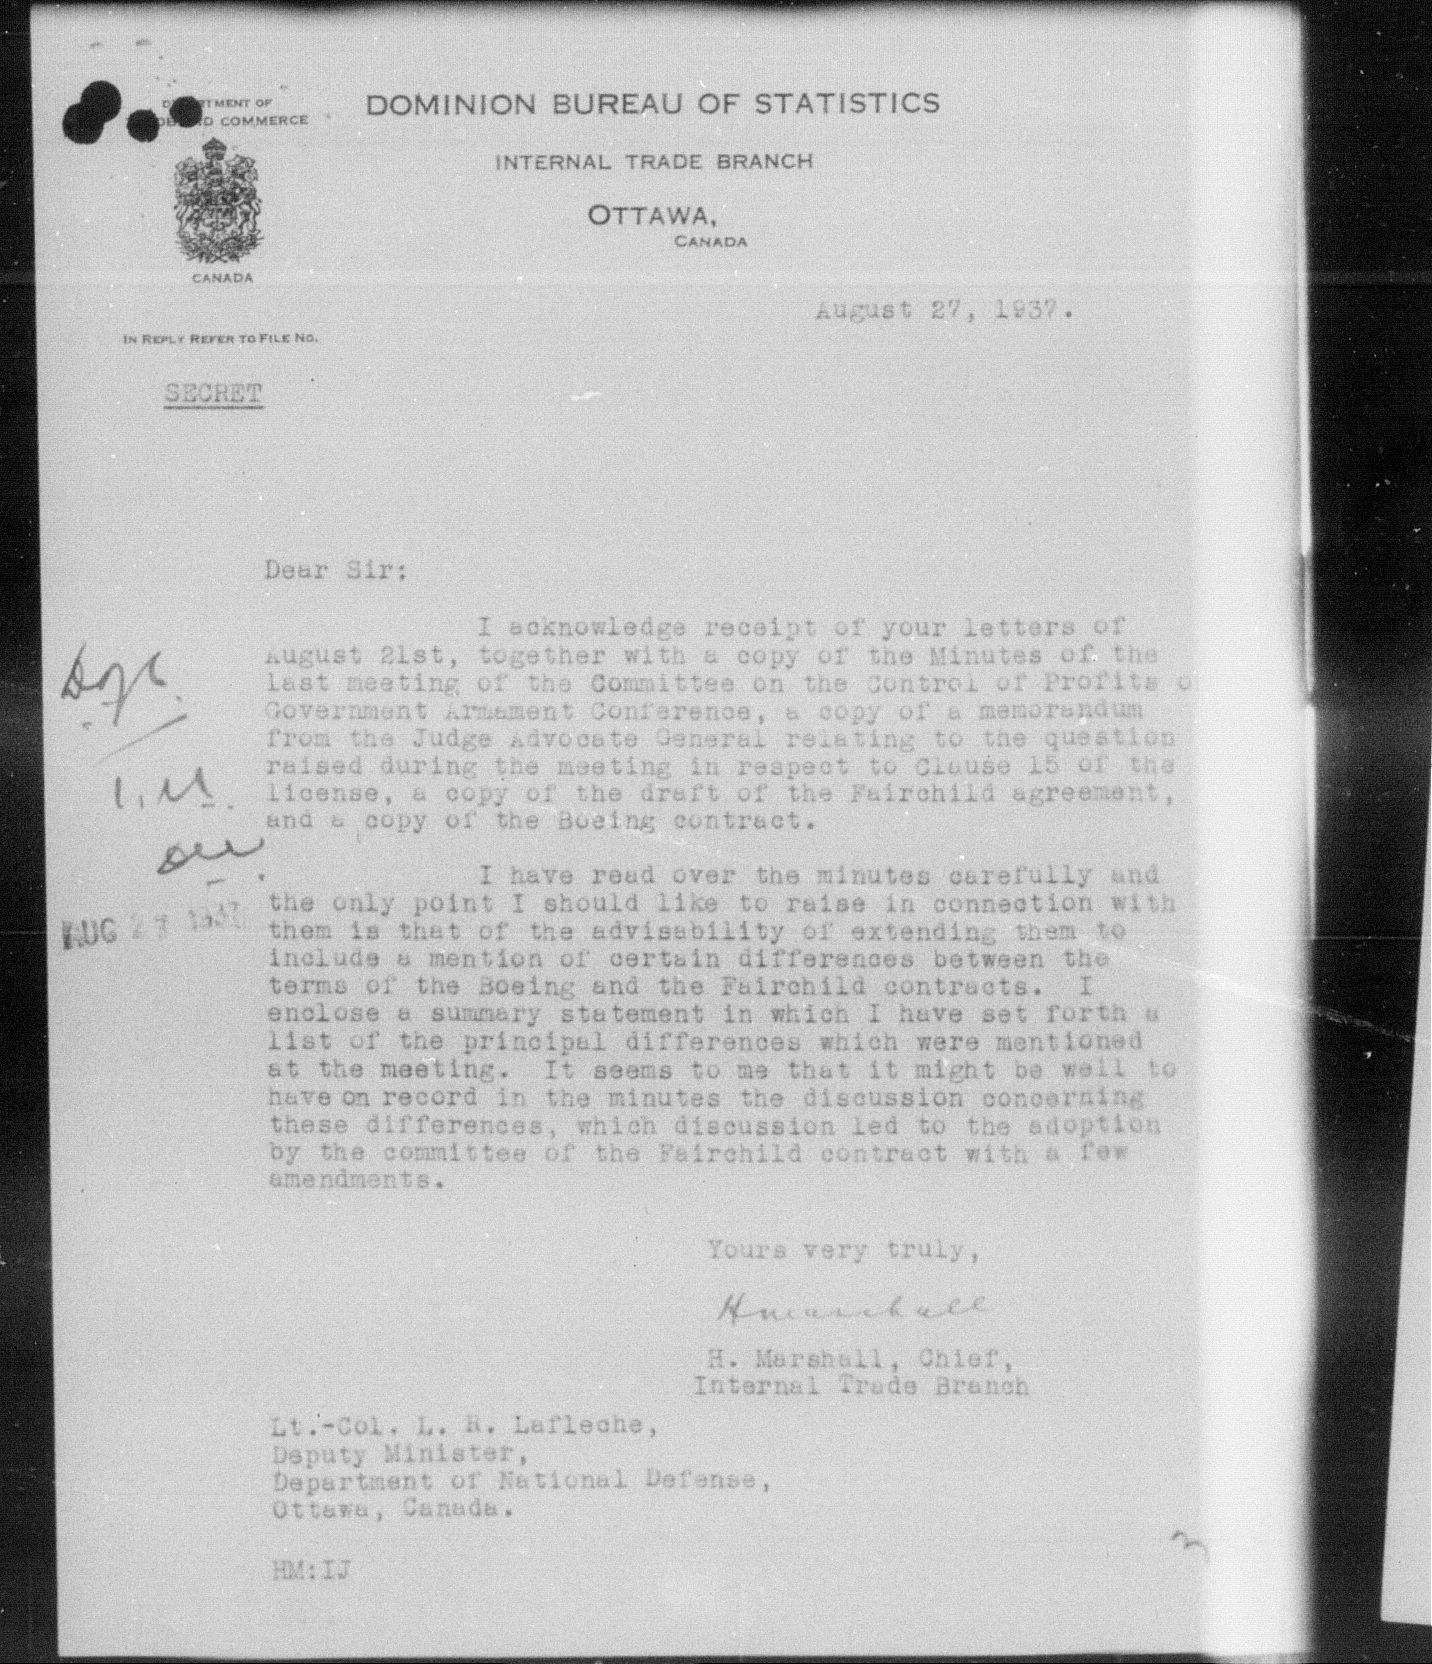 DEPARTMENT OF
TRADE AND COMMERCE
CANADA
DOMINION BUREAU OF STATISTICS
INTERNAL TRADE BRANCH
OTTAWA,
CANADA
August 27, 1937.
IN REPLY REFER TO FILE NO.
SECRET
Dear Sir:
I acknowledge receipt of your letters of
August 21st, together with a copy of the Minutes of the
last meeting of the Committee on the Control of Profits o
Government Armament Conference, a copy of a memorandum
from the Judge Advocate General relating to the question
raised during the meeting in respect to Clause 15 of the
license, a copy of the draft of the Fairchild agreement,
and a copy of the Boeing contract.
I have read over the minutes carefully and
the only point I should like to raise in connection with
them is that of the advisability of extending them to
include a mention of certain differences between the
terms of the Boeing and the Fairchild contracts. I
enclose a summary statement in which I have set forth a
list of the principal differences which were mentioned
at the meeting. It seems to me that it might be well to
have on record in the minutes the discussion concerning
these differences, which discussion led to the adoption
by the committee of the Fairchild contract with a few
amendments.
AUG 27 1937
Yours very truly,
H Marshall
H. Marshall, Chief,
Internal Trade Branch
Lt.-Col. L. R. Lafleche,
Deputy Minister,
Department of National Defense,
Ottawa, Canada.
HM:IJ